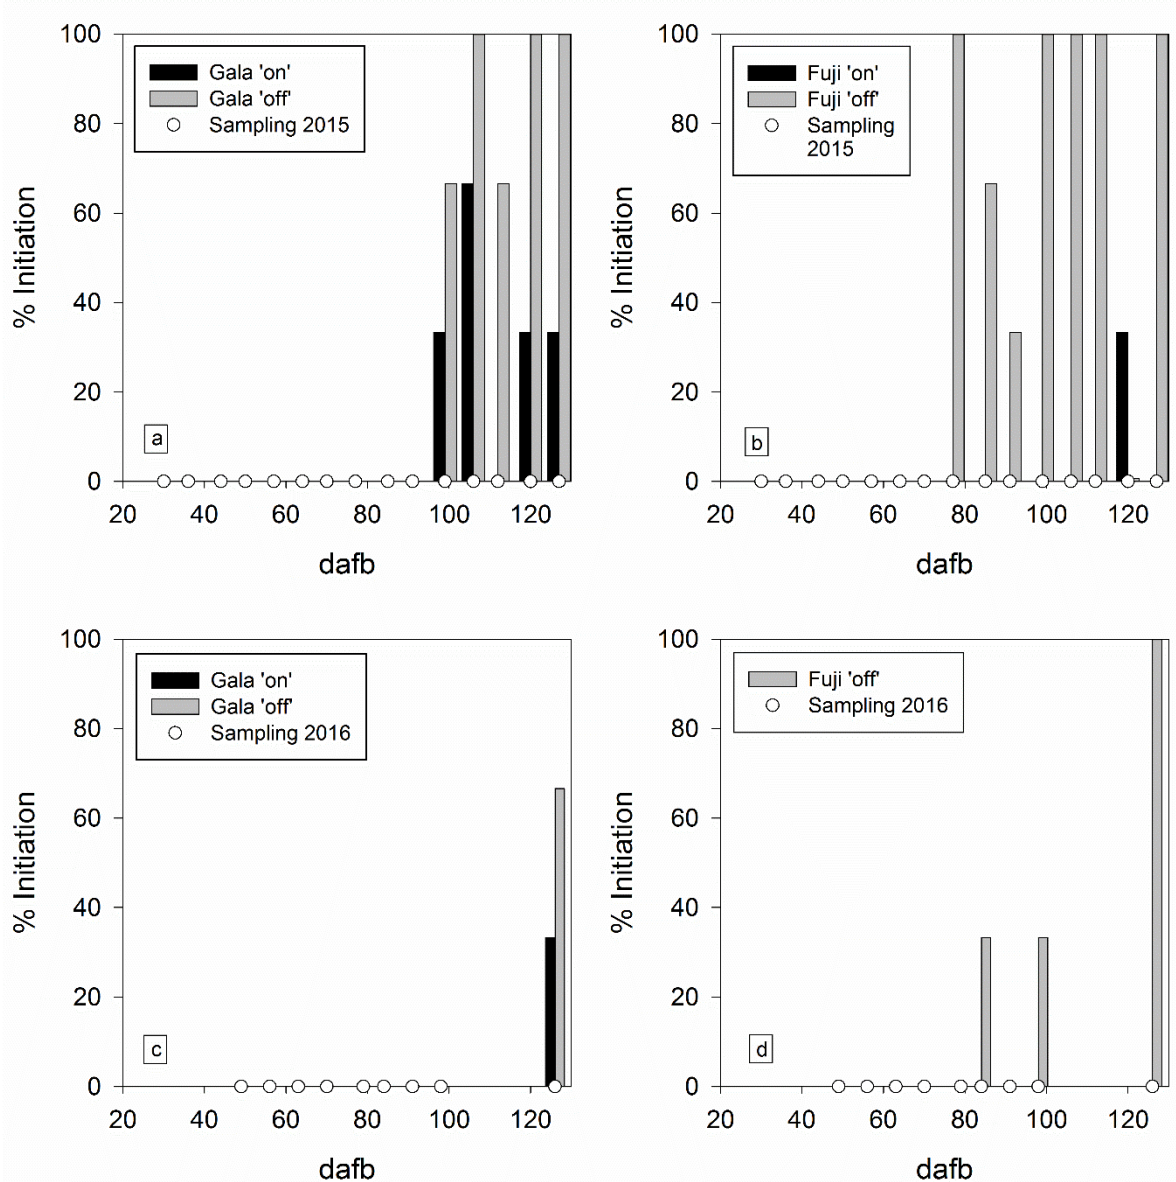 100
80
60
40
20
0
% Initiation
Gala 'on'
Gala 'off'
Sampling 2015
a
20 40 60 80 100 120
dafb
100
80
60
40
20
0
% Initiation
Fuji 'on'
Fuji 'off'
Sampling
2015
b
20 40 60 80 100 120
dafb
100
80
60
40
20
0
% Initiation
Gala 'on'
Gala 'off'
Sampling 2016
c
20 40 60 80 100 120
dafb
100
80
60
40
20
0
% Initiation
Fuji 'off'
Sampling 2016
d
20 40 60 80 100 120
dafb